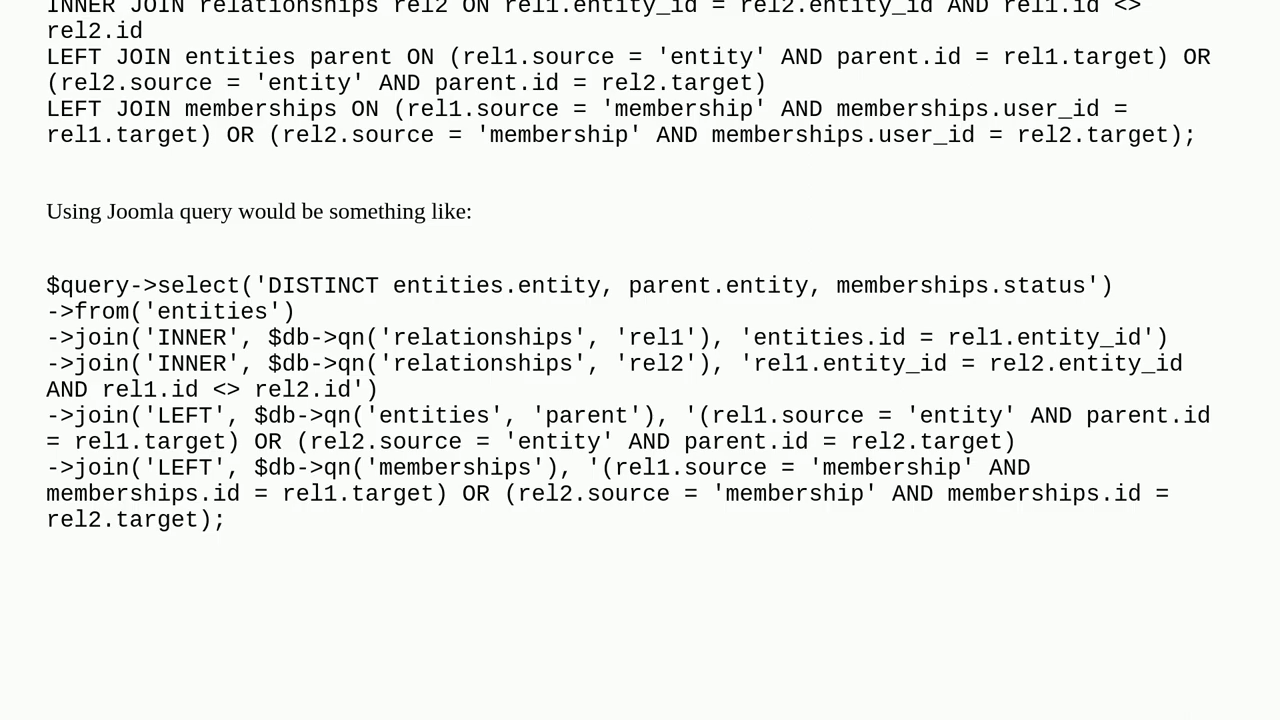 INNER JOIN relationships rel2 ON rel1.entity_id = rel2.entity_id AND rel1.id <>
rel2.id
LEFT JOIN entities parent ON (rel1.source = 'entity' AND parent.id = rel1.target) OR
(rel2.source = 'entity' AND parent.id = rel2.target)
LEFT JOIN memberships ON (rel1.source = 'membership' AND memberships.user_id =
rel1.target) OR (rel2.source = 'membership' AND memberships.user_id = rel2.target);
Using Joomla query would be something like:
$query->select('DISTINCT entities.entity, parent.entity, memberships.status')
->from('entities')
->join('INNER', $db->qn('relationships', 'rel1'), 'entities.id = rel1.entity_id')
->join('INNER', $db->qn('relationships', 'rel2'), 'rel1.entity_id = rel2.entity_id
AND rel1.id <> rel2.id')
->join('LEFT', $db->qn('entities', 'parent'), '(rel1.source = 'entity' AND parent.id
= rel1.target) OR (rel2.source = 'entity' AND parent.id = rel2.target)
->join('LEFT', $db->qn('memberships'), '(rel1.source = 'membership' AND
memberships.id = rel1.target) OR (rel2.source = 'membership' AND memberships.id =
rel2.target);